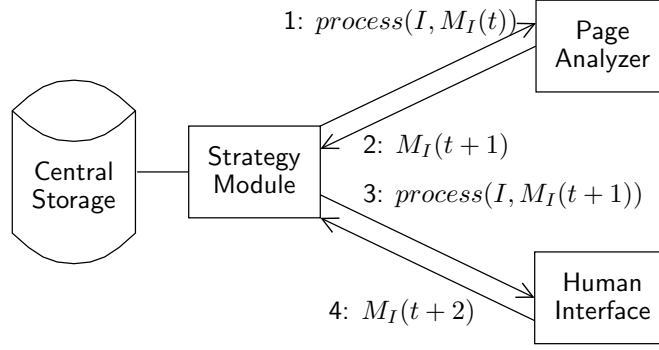 1: process(I, M_I(t))
Page
Analyzer
2: M_I(t+1)
Central
Storage
Strategy
Module
3: process(I, M_I(t+1))
4: M_I(t+2)
Human
Interface